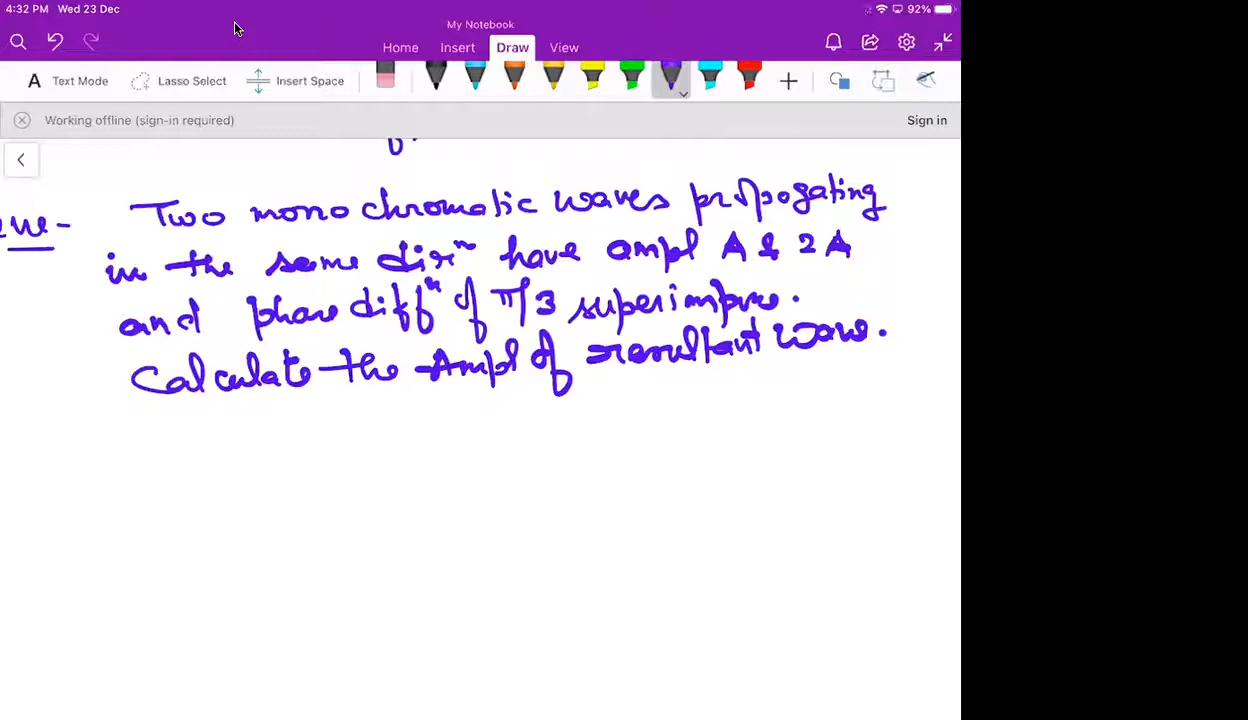 4:32 PM Wed 23 Dec
92%
My Notebook
Home Insert Draw View
A Text Mode Lasso Select Insert Space
Working offline (sign-in required) Sign in
Two monochromatic waves propogating
in the same dirⁿ have ampl A & 2A
and phase diffⁿ of π/3 superimpose.
Calculate the Ampl of resultant wave.